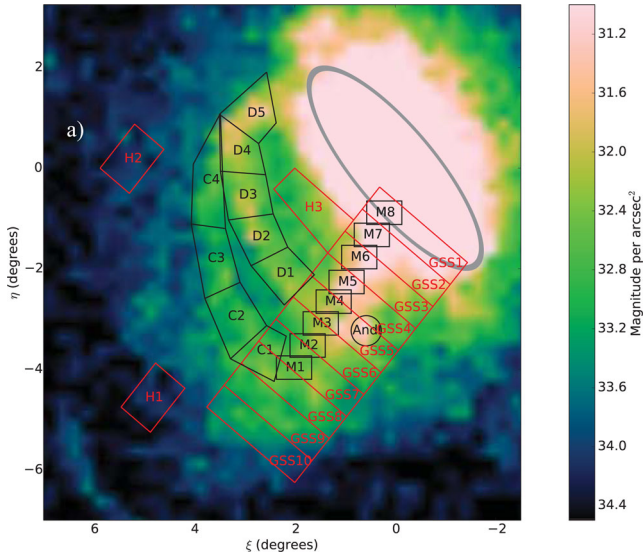 a)
H2
H1
H3
D5
D4
D3
D2
D1
C4
C3
C2
C1
M8
M7
M6
M5
M4
M3
M2
M1
AndI
GSS1
GSS2
GSS3
GSS4
GSS5
GSS6
GSS7
GSS8
GSS9
GSS10
2
0
−2
−4
−6
η (degrees)
6
4
2
0
−2
ξ (degrees)
31.2
31.6
32.0
32.4
32.8
33.2
33.6
34.0
34.4
Magnitude per arcsec²